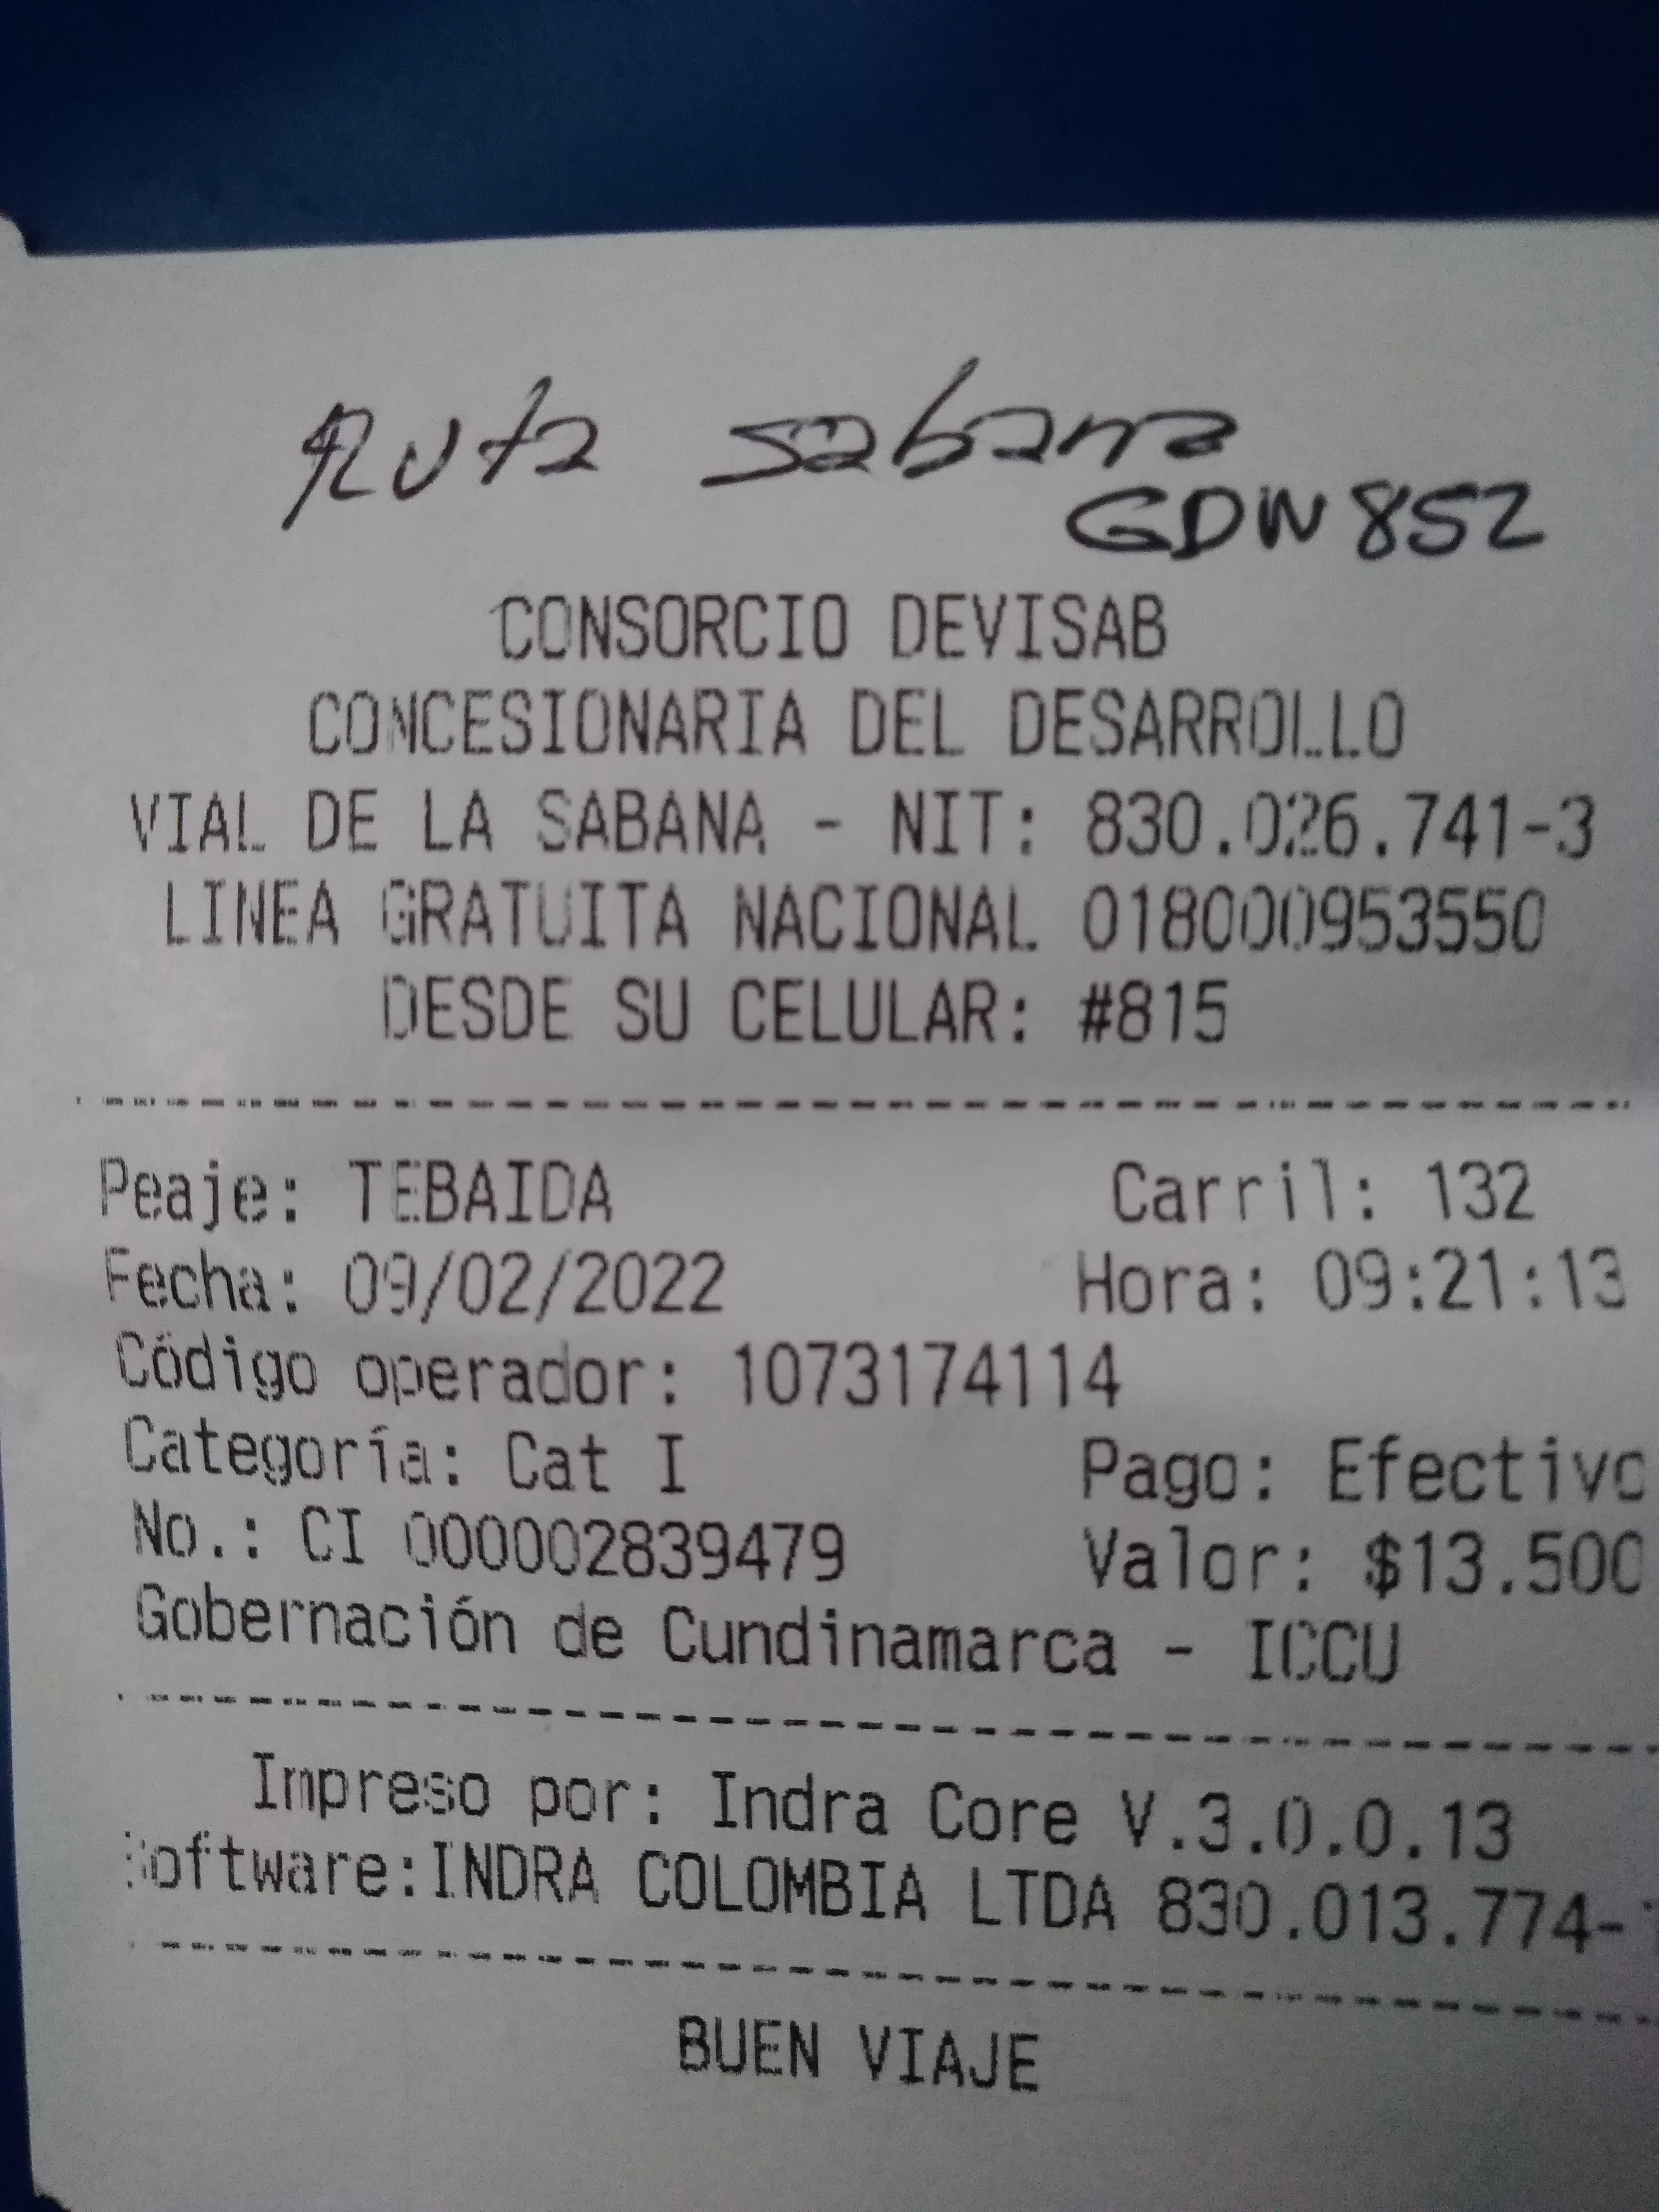 Ruta sabana
GDW852
CONSORCIO DEVISAB
CONCESIONARIA DEL DESARROLLO
VIAL DE LA SABANA - NIT: 830.026.741-3
LINEA GRATUITA NACIONAL 018000953550
DESDE SU CELULAR: #815
Peaje: TEBAIDA Carril: 132
Fecha: 09/02/2022 Hora: 09:21:13
Código operador: 1073174114
Categoría: Cat I Pago: Efectivo
No.: CI 000002839479 Valor: $13.500
Gobernación de Cundinamarca - ICCU
Impreso por: Indra Core V.3.0.0.13
Software:INDRA COLOMBIA LTDA 830.013.774-
BUEN VIAJE